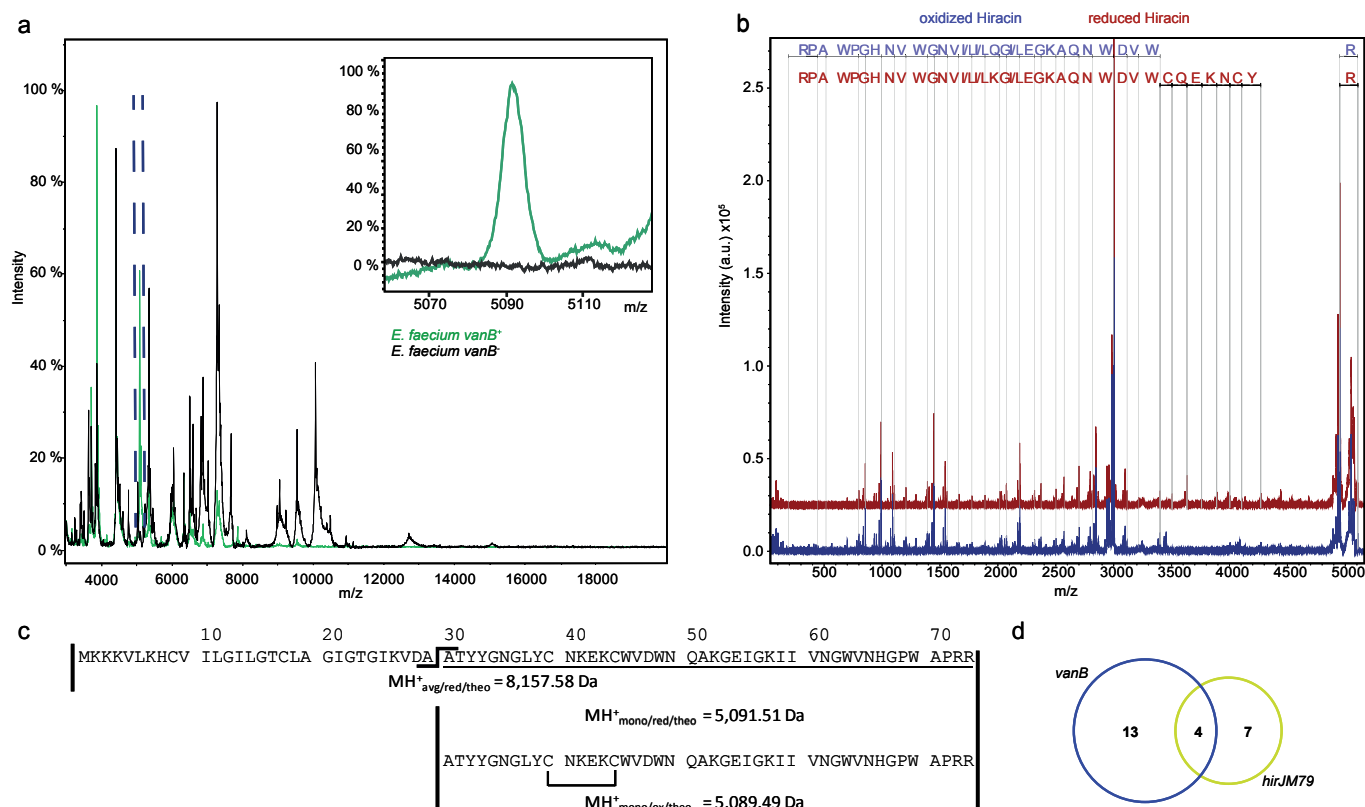 a
100 %
80 %
60 %
40 %
20 %
0 %
Intensity
4000 6000 8000 10000 12000 14000 16000 18000
m/z
100 %
80 %
60 %
40 %
20 %
0 %
5070 5090 5110 m/z
E. faecium vanB⁺
E. faecium vanB⁻
b
oxidized Hiracin reduced Hiracin
RPA WPGH NV WGNVI/LI/LQGI/LEGKAQN W DV W R
RPA WPGH NV WGNVI/LI/LKGI/LEGKAQN W DV W C Q E K N C Y R
2.5
2.0
1.5
1.0
0.5
0.0
Intensity (a.u.) x10⁵
500 1000 1500 2000 2500 3000 3500 4000 4500 5000
m/z
c
10 20 30 40 50 60 70
MKKKVLKHCV ILGILGTCLA GIGTGIKVDA ATYYGNGLYC NKEKCWVDWN QAKGEIGKII VNGWVNHGPW APRR
MH⁺avg/red/theo = 8,157.58 Da
MH⁺mono/red/theo = 5,091.51 Da
ATYYGNGLYC NKEKCWVDWN QAKGEIGKII VNGWVNHGPW APRR
MH⁺mono/ox/theo = 5,089.49 Da
d
vanB
13 4 7
hirJM79